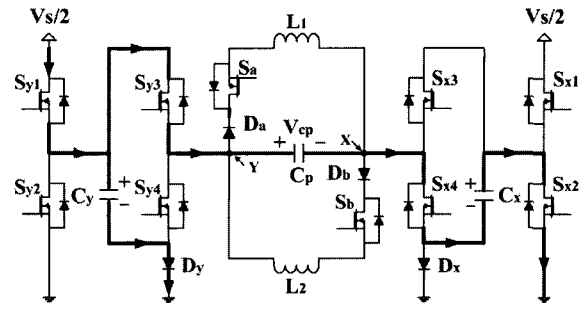 Vs/2 L1 Vs/2
Sy1 Sy3 Sa Sx3 Sx1
Da Vcp X
+ −
Y Cp Db
Sy2 Cy + − Sy4 Sb Sx4 + − Cx Sx2
Dy L2 Dx